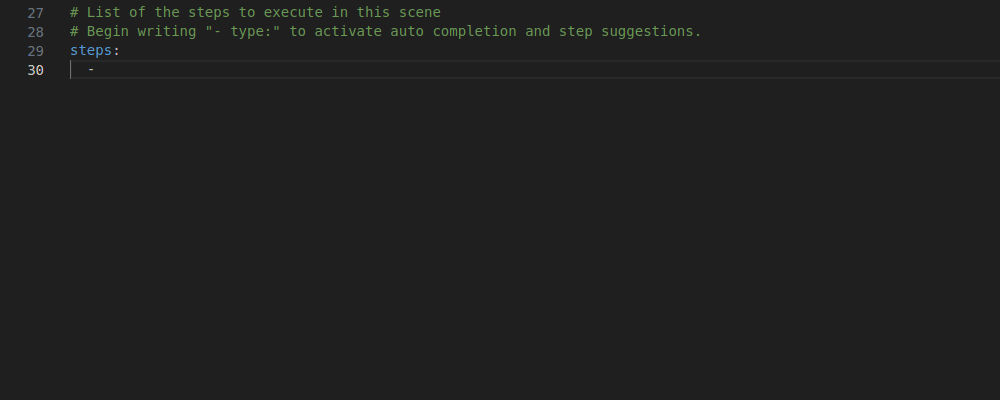 27 # List of the steps to execute in this scene
28 # Begin writing "- type:" to activate auto completion and step suggestions.
29 steps:
30 -